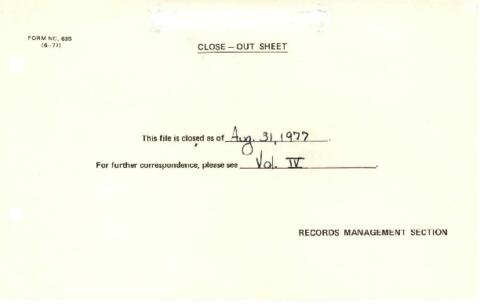 FORM NO. 635
(6-77)
CLOSE - OUT SHEET
This file is closed as of Aug. 31, 1977.
For further correspondence, please see Vol. IV.
RECORDS MANAGEMENT SECTION